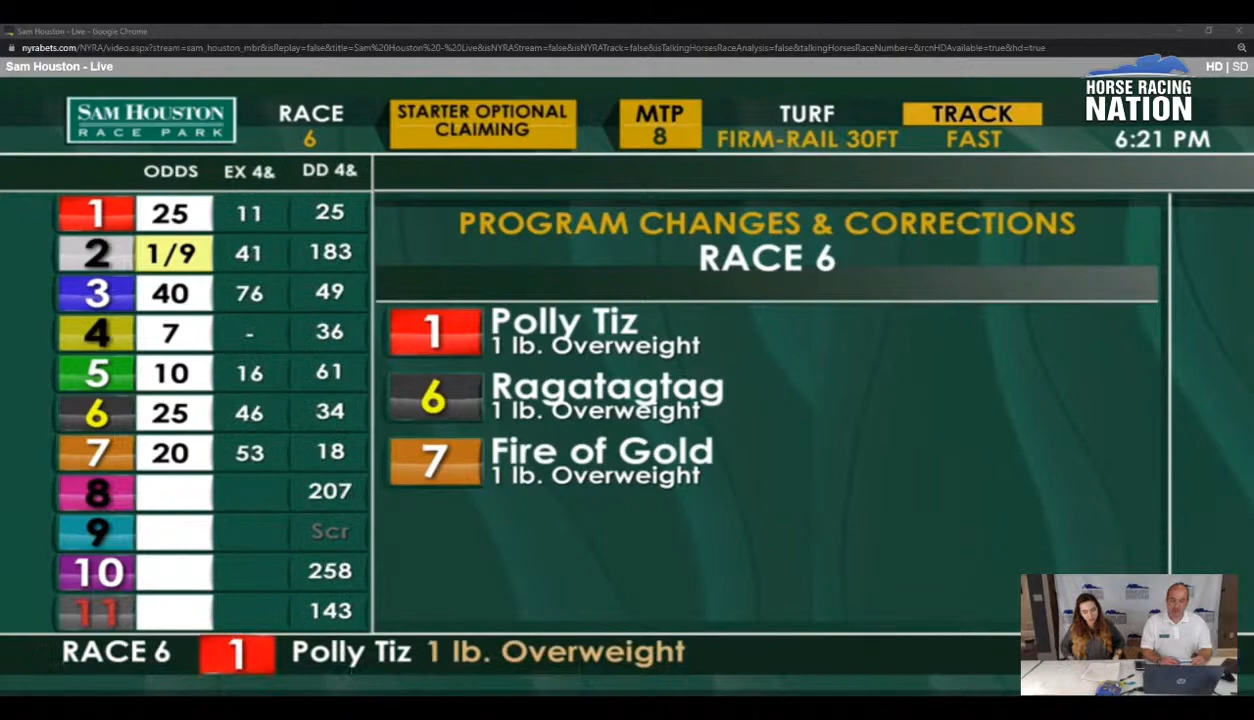 Sam Houston - Live - Google Chrome
nyrabets.com/NYRA/video.aspx?stream=sam_houston_mbr&isReplay=false&title=Sam%20Houston%20-%20Live&isNYRAStream=false&isNYRATrack=false&isTalkingHorsesRaceAnalysis=false&talkingHorsesRaceNumber=&rcnHDAvailable=true&hd=true
Sam Houston - Live
HD | SD
HORSE RACING
NATION
SAM HOUSTON
RACE PARK
RACE
6
STARTER OPTIONAL
CLAIMING
MTP
8
TURF
FIRM-RAIL 30FT
TRACK
FAST
6:21 PM
ODDS EX 4& DD 4&
1 25 11 25
2 1/9 41 183
3 40 76 49
4 7 - 36
5 10 16 61
6 25 46 34
7 20 53 18
8 207
9 Scr
10 258
11 143
PROGRAM CHANGES & CORRECTIONS
RACE 6
1 Polly Tiz
1 lb. Overweight
6 Ragatagtag
1 lb. Overweight
7 Fire of Gold
1 lb. Overweight
RACE 6 1 Polly Tiz 1 lb. Overweight